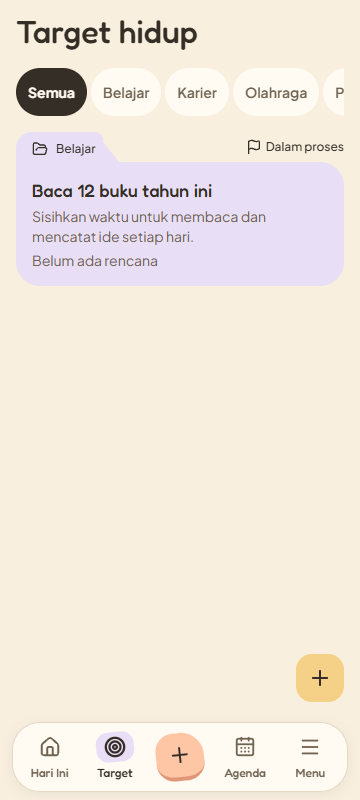 Target hidup
Semua
Belajar
Karier
Olahraga
P
Belajar
Dalam proses
Baca 12 buku tahun ini
Sisihkan waktu untuk membaca dan
mencatat ide setiap hari.
Belum ada rencana
Hari Ini
Target
Agenda
Menu